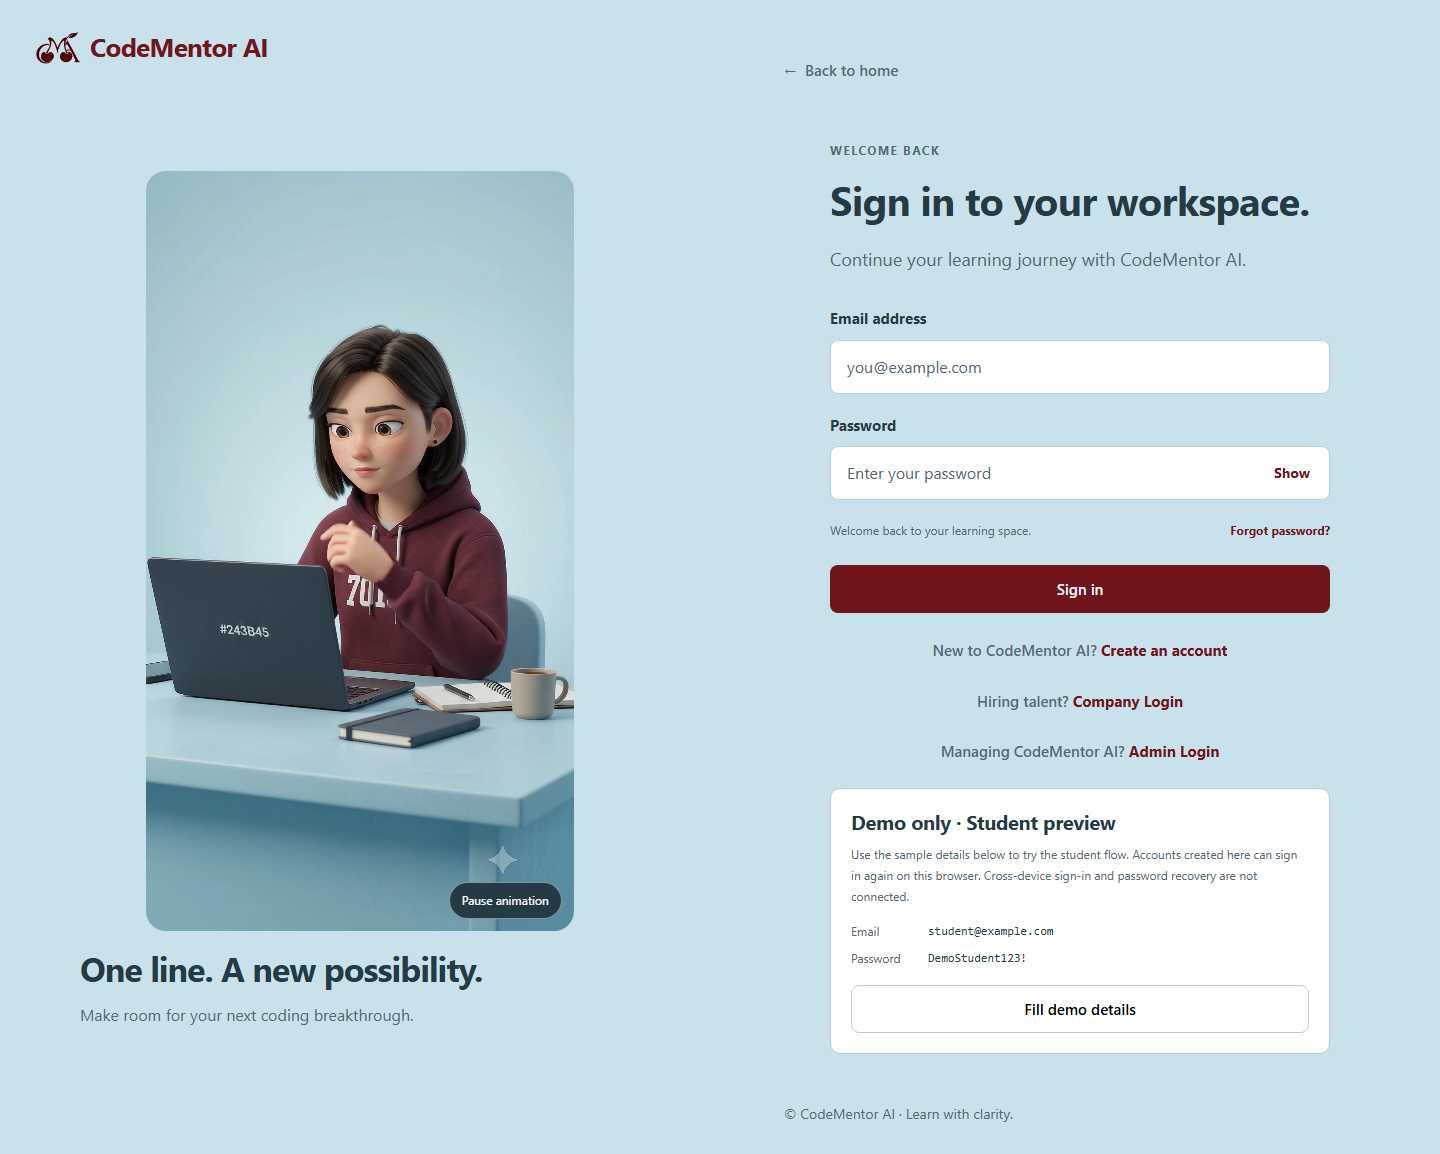 CodeMentor AI
← Back to home
WELCOME BACK
Sign in to your workspace.
Continue your learning journey with CodeMentor AI.
Email address
you@example.com
Password
Enter your password
Show
Welcome back to your learning space.
Forgot password?
Sign in
New to CodeMentor AI? Create an account
Hiring talent? Company Login
Managing CodeMentor AI? Admin Login
Demo only · Student preview
Use the sample details below to try the student flow. Accounts created here can sign
in again on this browser. Cross-device sign-in and password recovery are not
connected.
Email student@example.com
Password DemoStudent123!
Fill demo details
© CodeMentor AI · Learn with clarity.
#243B45
Pause animation
One line. A new possibility.
Make room for your next coding breakthrough.